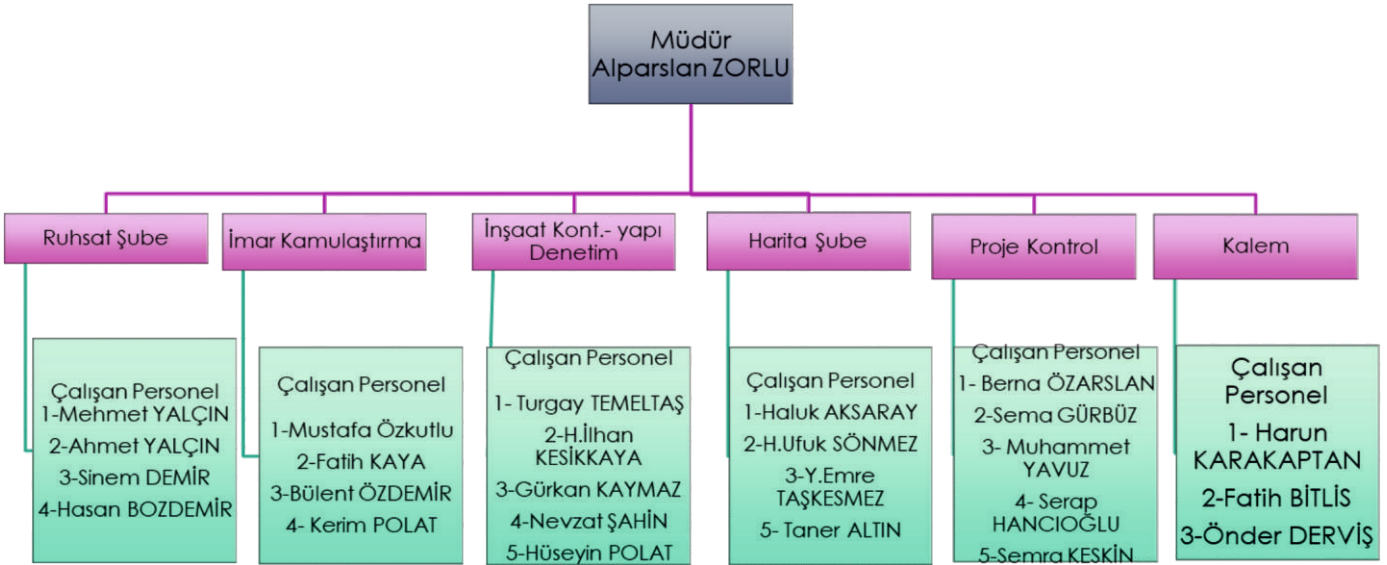 Müdür
Alparslan ZORLU
Ruhsat Şube
İmar Kamulaştırma
İnşaat Kont.- yapı
Denetim
Harita Şube
Proje Kontrol
Kalem
Çalışan Personel
1-Mehmet YALÇIN
2-Ahmet YALÇIN
3-Sinem DEMİR
4-Hasan BOZDEMİR
Çalışan Personel
1-Mustafa Özkutlu
2-Fatih KAYA
3-Bülent ÖZDEMİR
4- Kerim POLAT
Çalışan Personel
1- Turgay TEMELTAŞ
2-H.İlhan
KESİKKAYA
3-Gürkan KAYMAZ
4-Nevzat ŞAHİN
5-Hüseyin POLAT
Çalışan Personel
1-Haluk AKSARAY
2-H.Ufuk SÖNMEZ
3-Y.Emre
TAŞKESMEZ
5- Taner ALTIN
Çalışan Personel
1- Berna ÖZARSLAN
2-Sema GÜRBÜZ
3- Muhammet
YAVUZ
4- Serap
HANCIOĞLU
5-Semra KESKİN
Çalışan
Personel
1- Harun
KARAKAPTAN
2-Fatih BİTLİS
3-Önder DERVİŞ